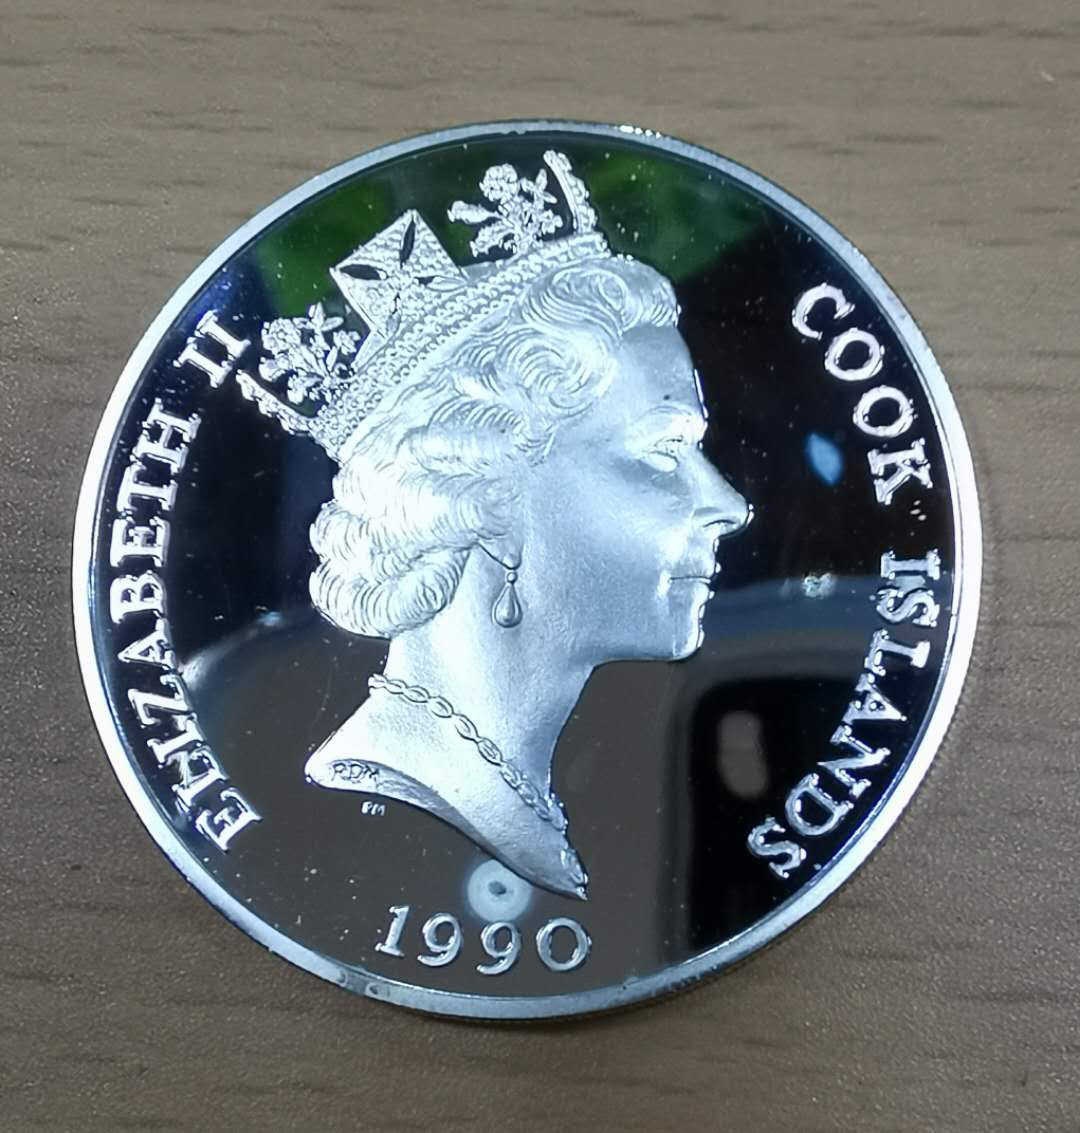 ELIZABETH II
COOK ISLANDS
RDM
PM
1990